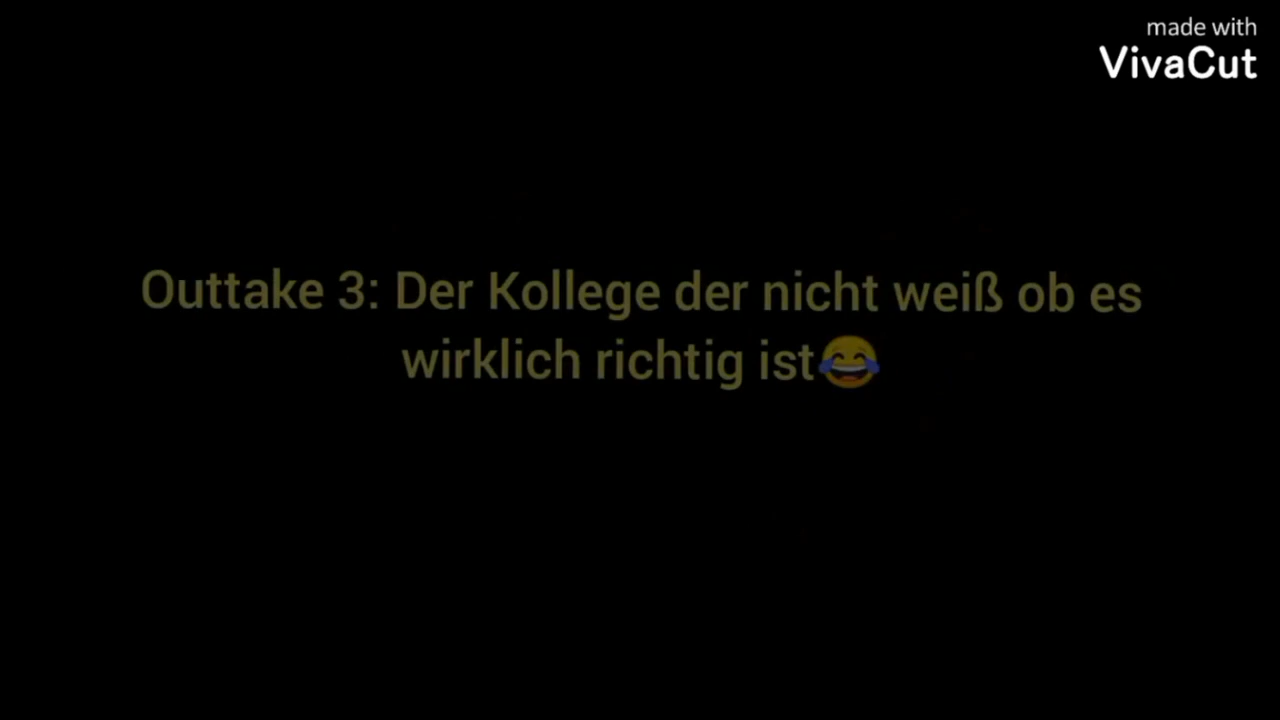 made with
VivaCut
Outtake 3: Der Kollege der nicht weiß ob es
wirklich richtig ist😂